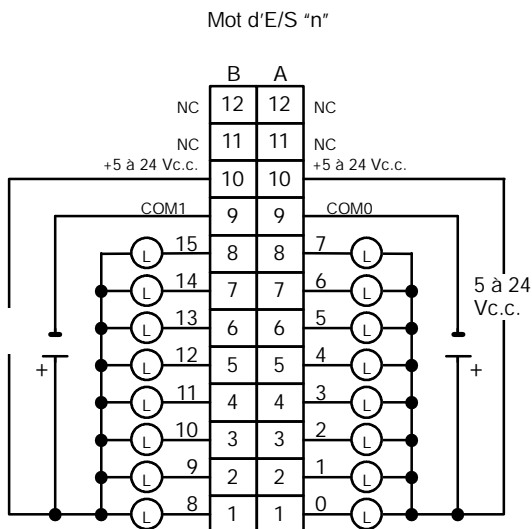 Mot d'E/S "n"
B A
NC 12 12 NC
NC 11 11 NC
+5 à 24 Vc.c. 10 10 +5 à 24 Vc.c.
COM1 9 9 COM0
L 15 8 8 7 L
L 14 7 7 6 L
5 à 24
Vc.c.
L 13 6 6 5 L
+ L 12 5 5 4 L +
L 11 4 4 3 L
L 10 3 3 2 L
L 9 2 2 1 L
L 8 1 1 0 L